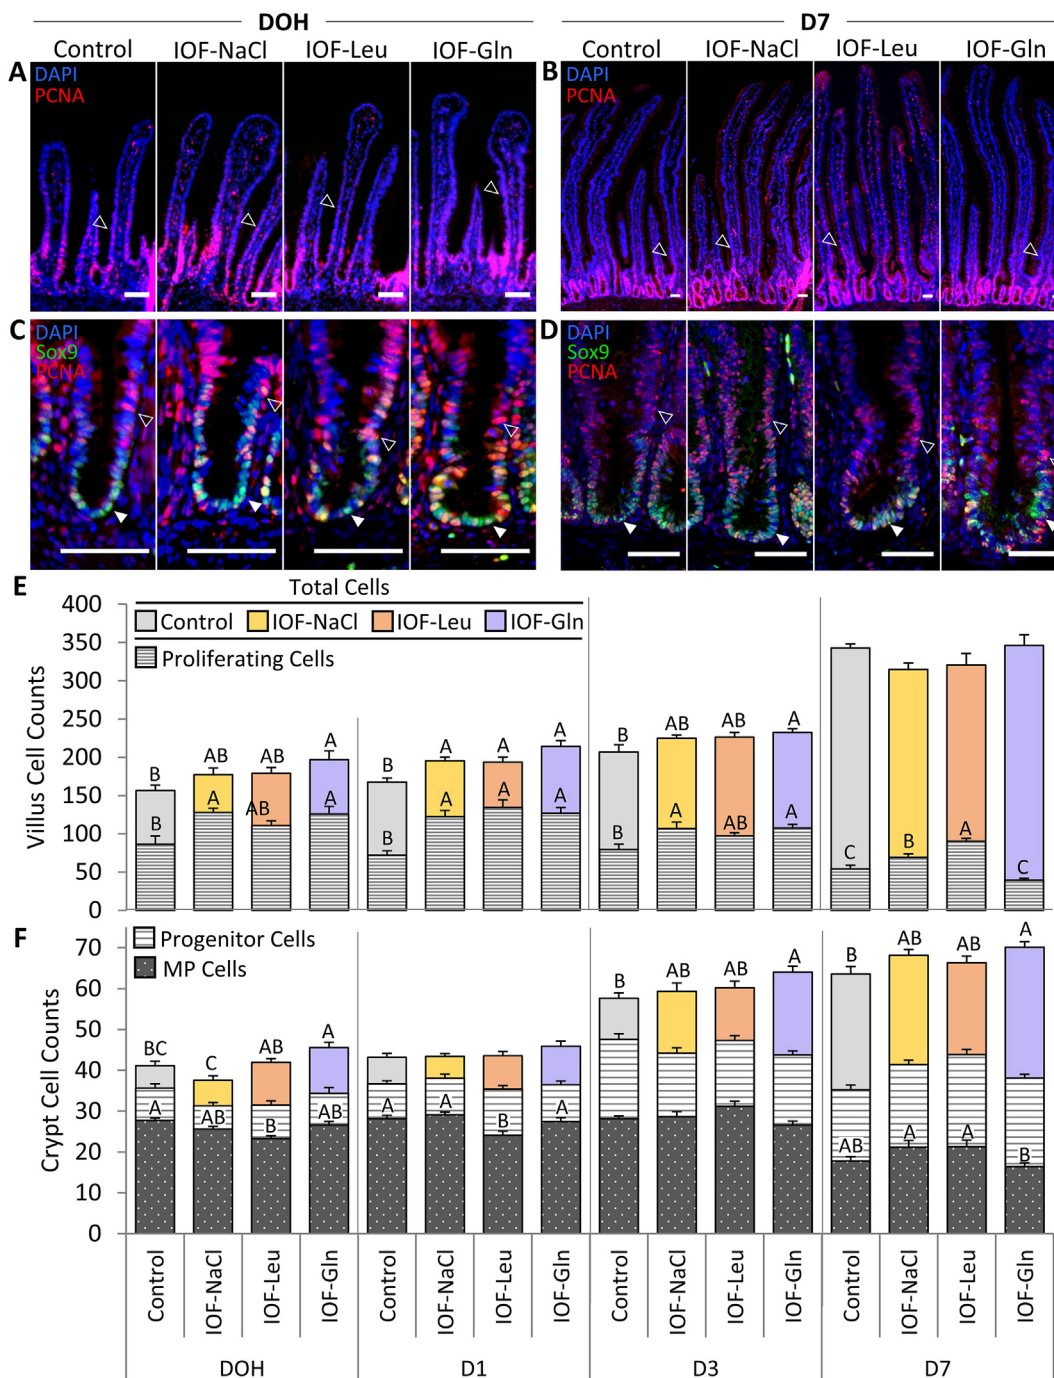 DOH
D7
Control IOF-NaCl IOF-Leu IOF-Gln
Control IOF-NaCl IOF-Leu IOF-Gln
A
DAPI
PCNA
B
DAPI
PCNA
C
DAPI
Sox9
PCNA
D
DAPI
Sox9
PCNA
E
Total Cells
Control IOF-NaCl IOF-Leu IOF-Gln
Proliferating Cells
Villus Cell Counts
400
350
300
250
200
150
100
50
0
B AB AB A
B A AB A
B A A A
B A A A
B AB AB A
B A AB A
C B A C
F
Progenitor Cells
MP Cells
Crypt Cell Counts
70
60
50
40
30
20
10
0
BC C AB A
A AB B AB
A A B A
B AB AB A
B AB AB A
AB A A B
Control IOF-NaCl IOF-Leu IOF-Gln Control IOF-NaCl IOF-Leu IOF-Gln Control IOF-NaCl IOF-Leu IOF-Gln Control IOF-NaCl IOF-Leu IOF-Gln
DOH D1 D3 D7